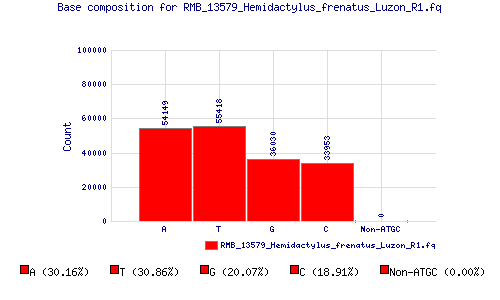 Base composition for RMB_13579_Hemidactylus_frenatus_Luzon_R1.fq
100000
80000
60000
40000
20000
0
Count
54149
55418
36030
33953
0
A T G C Non-ATGC
RMB_13579_Hemidactylus_frenatus_Luzon_R1.fq
A (30.16%) T (30.86%) G (20.07%) C (18.91%) Non-ATGC (0.00%)